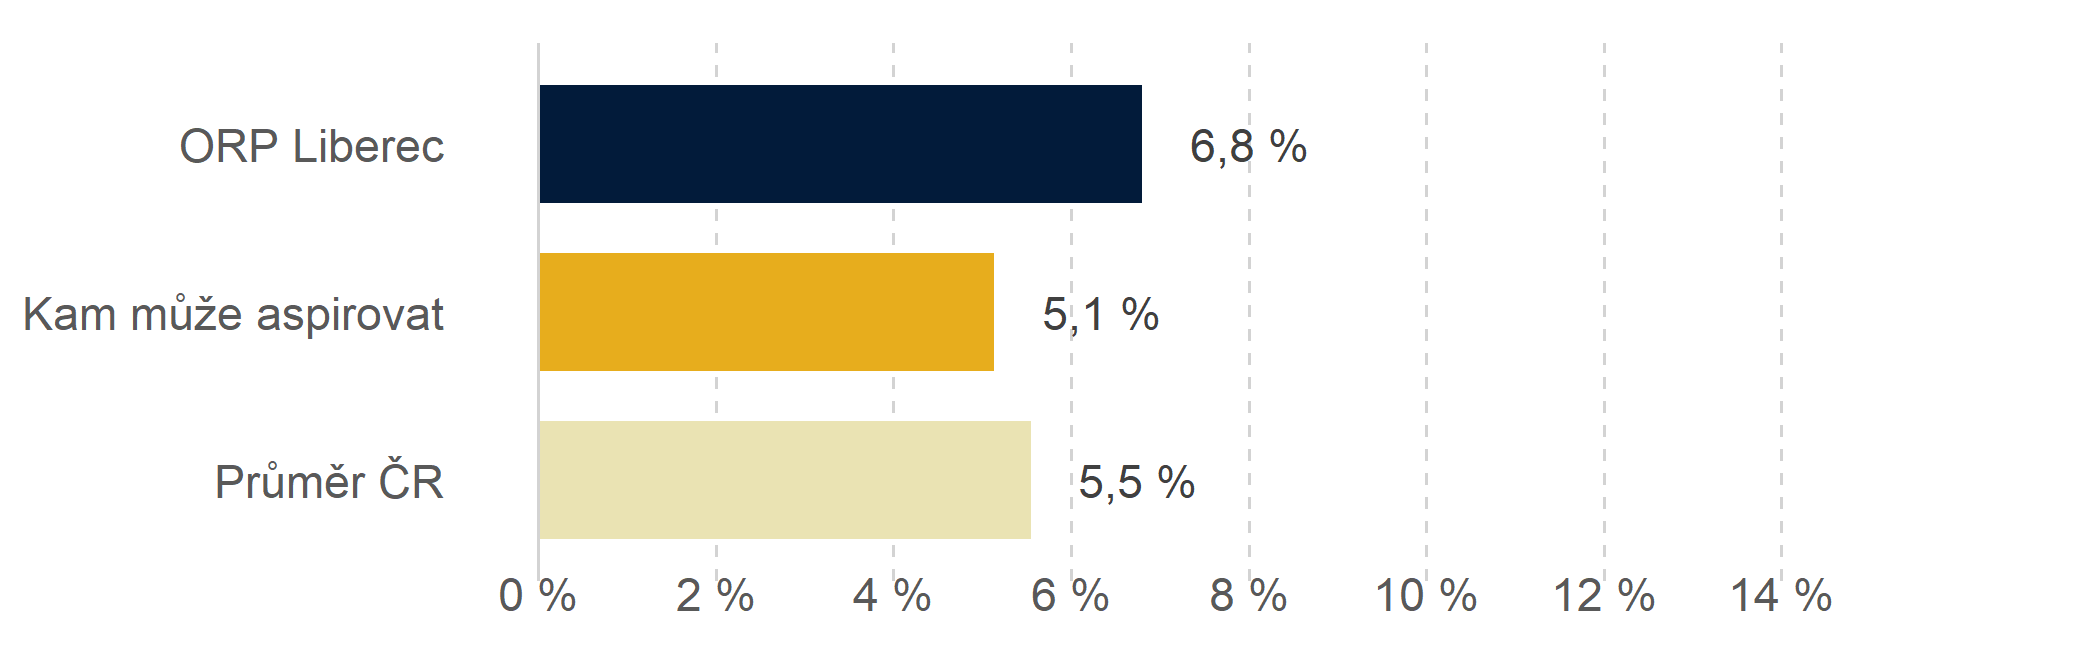 ORP Liberec
6,8 %
Kam může aspirovat
5,1 %
Průměr ČR
5,5 %
0 % 2 % 4 % 6 % 8 % 10 % 12 % 14 %